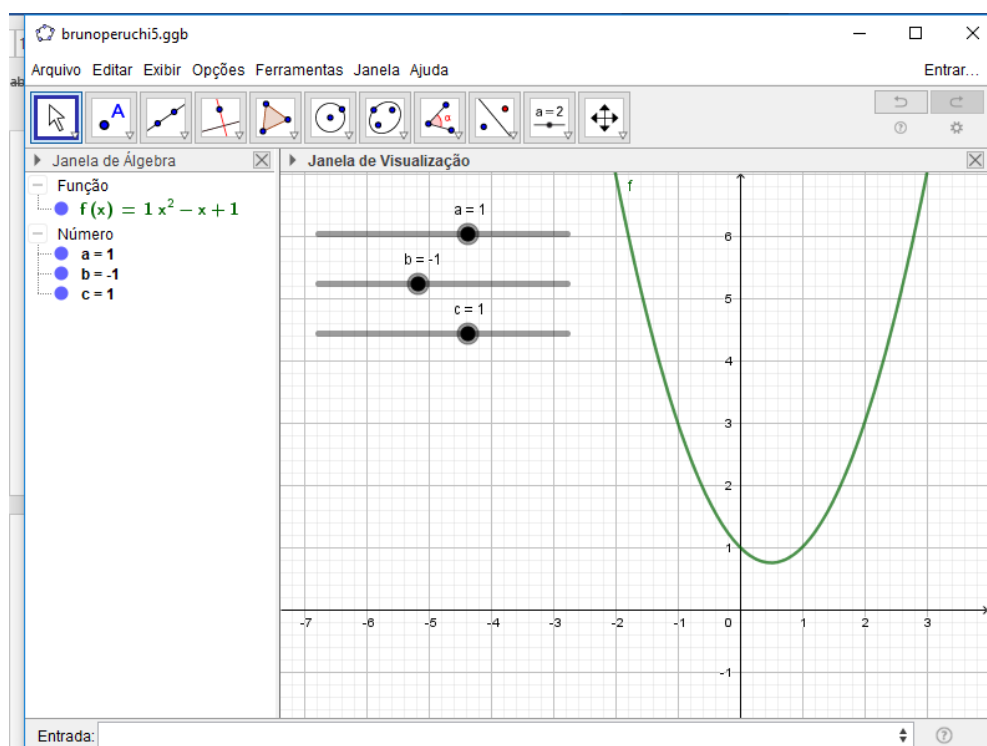 brunoperuchi5.ggb
Arquivo Editar Exibir Opções Ferramentas Janela Ajuda
Entrar...
A
α
a = 2
Janela de Álgebra
Janela de Visualização
Função
f (x) = 1 x² − x + 1
Número
a = 1
b = -1
c = 1
f
a = 1
b = -1
c = 1
6
5
4
3
2
1
-7 -6 -5 -4 -3 -2 -1 0 1 2 3
-1
Entrada: